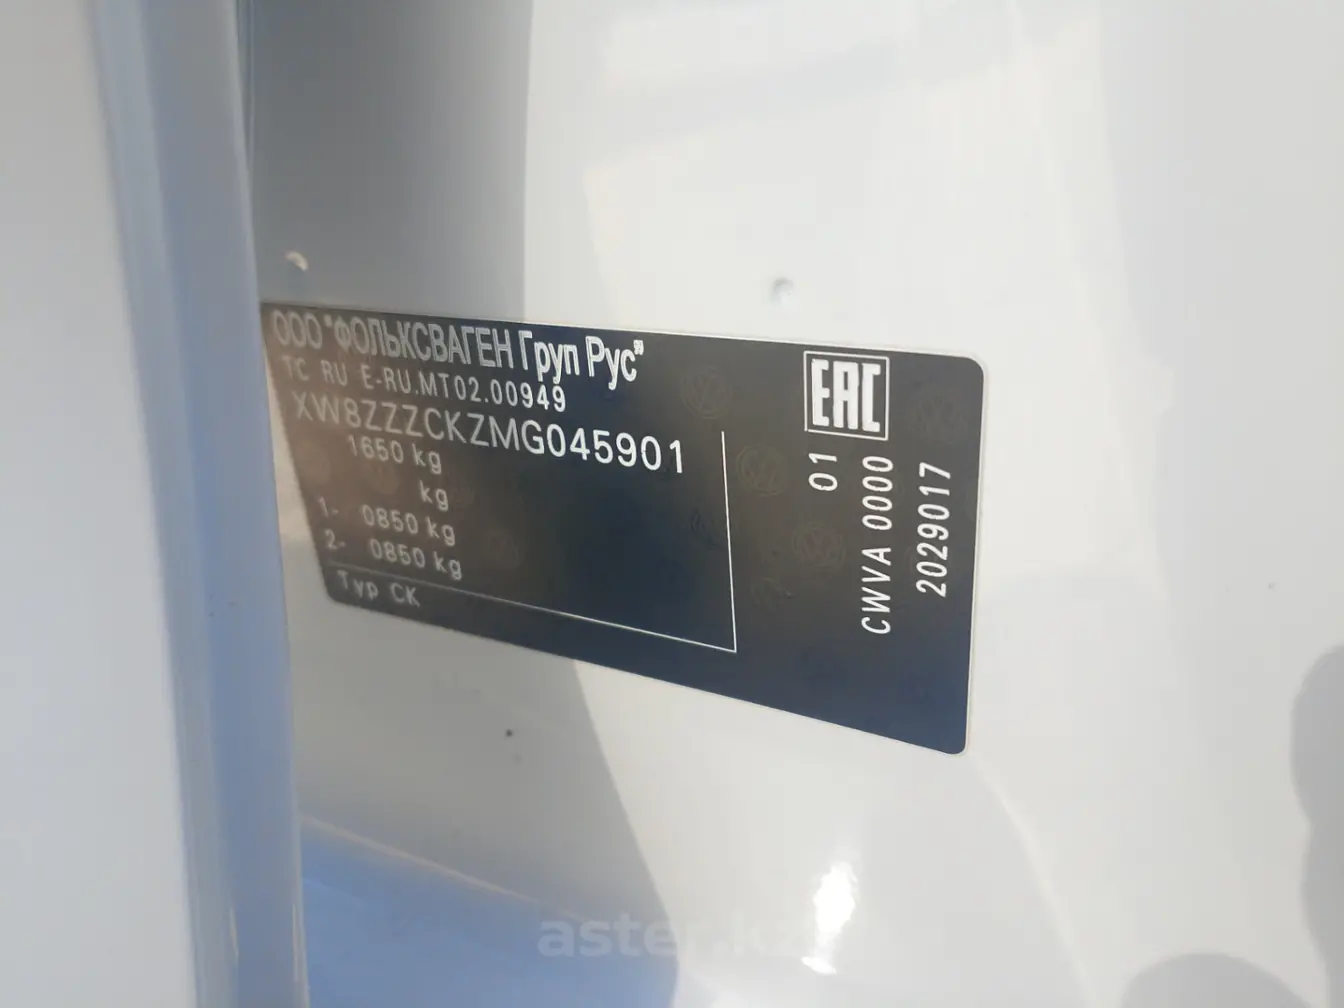 ООО "ФОЛЬКСВАГЕН Груп Рус"
TC RU E-RU.MT02.00949
XW8ZZZCKZMG045901
1650 kg
kg
1- 0850 kg
2- 0850 kg
Typ CK
EAC
01
CWVA 0000
2029017
aster.kz